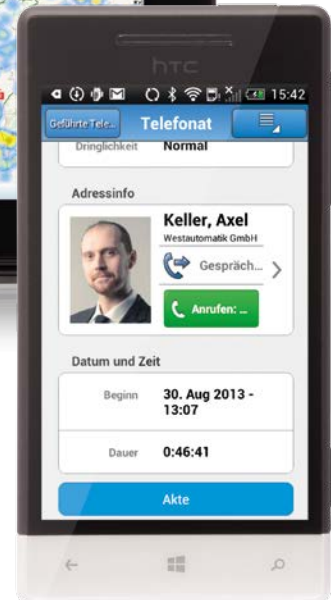 htc
15:42
Geführte Tele...
Telefonat
Dringlichkeit
Normal
Adressinfo
Keller, Axel
Westautomatik GmbH
Gespräch...
Anrufen: ...
Datum und Zeit
Beginn
30. Aug 2013 -
13:07
Dauer
0:46:41
Akte